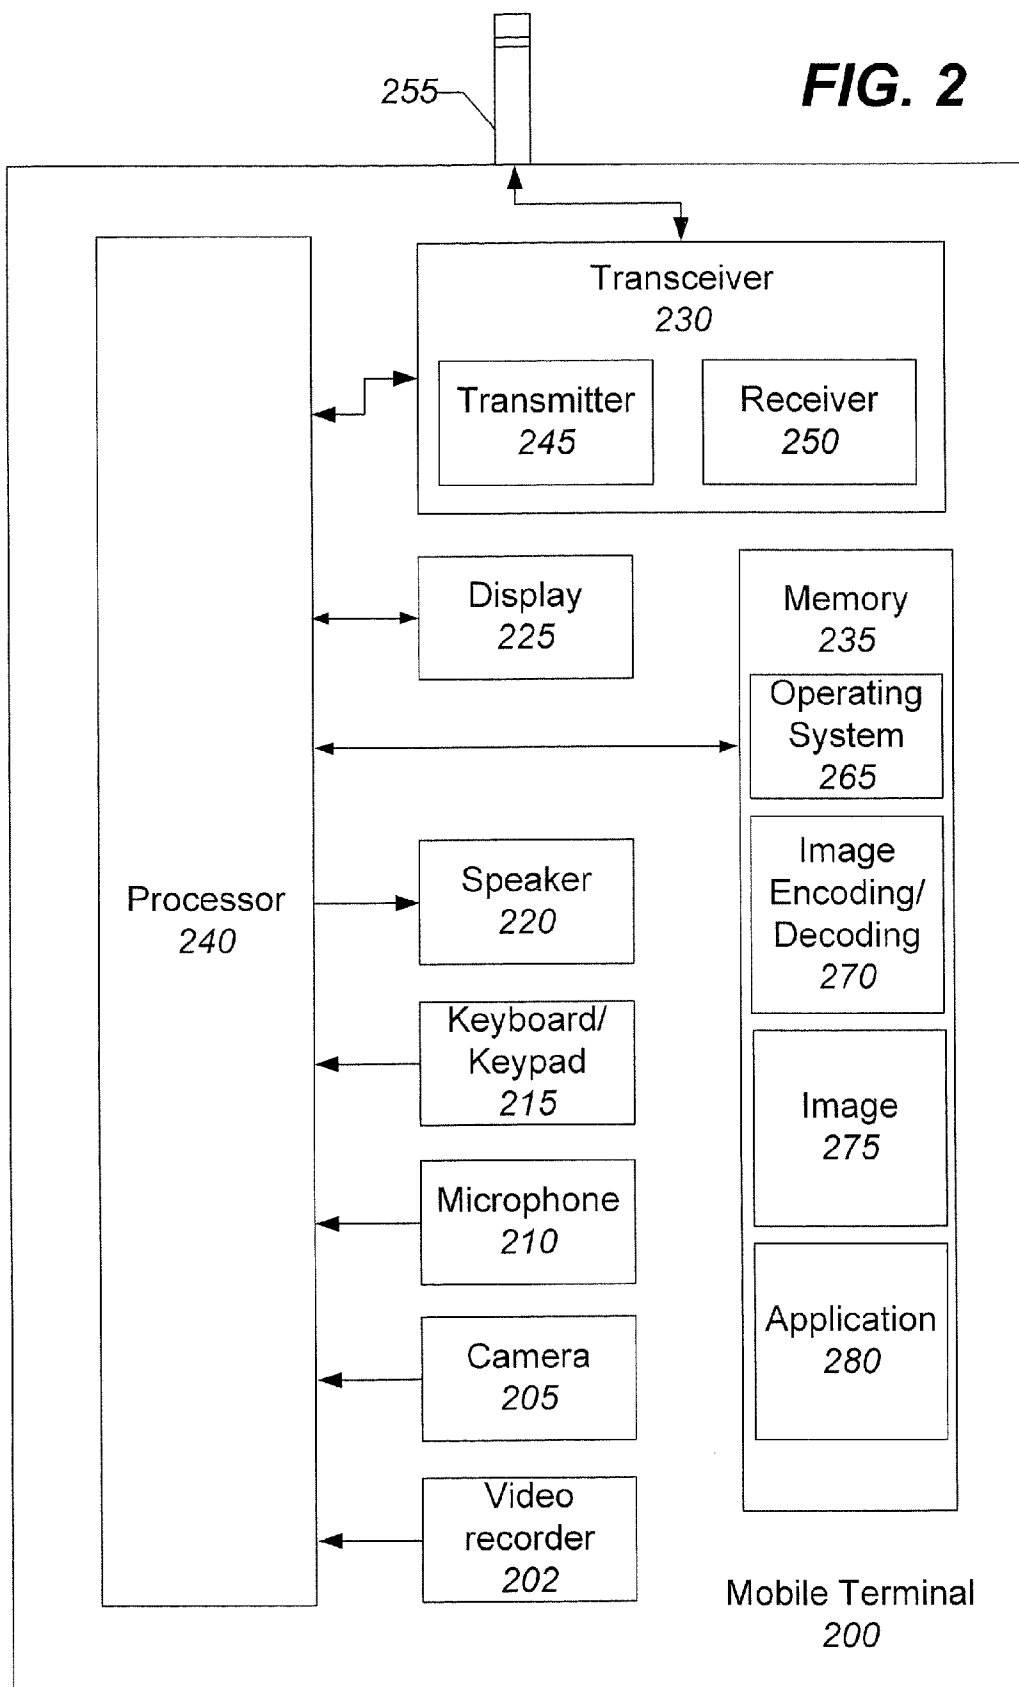 FIG. 2
255
Transceiver
230
Transmitter
245
Receiver
250
Display
225
Memory
235
Operating
System
265
Image
Encoding/
Decoding
270
Processor
240
Speaker
220
Keyboard/
Keypad
215
Image
275
Microphone
210
Application
280
Camera
205
Video
recorder
202
Mobile Terminal
200